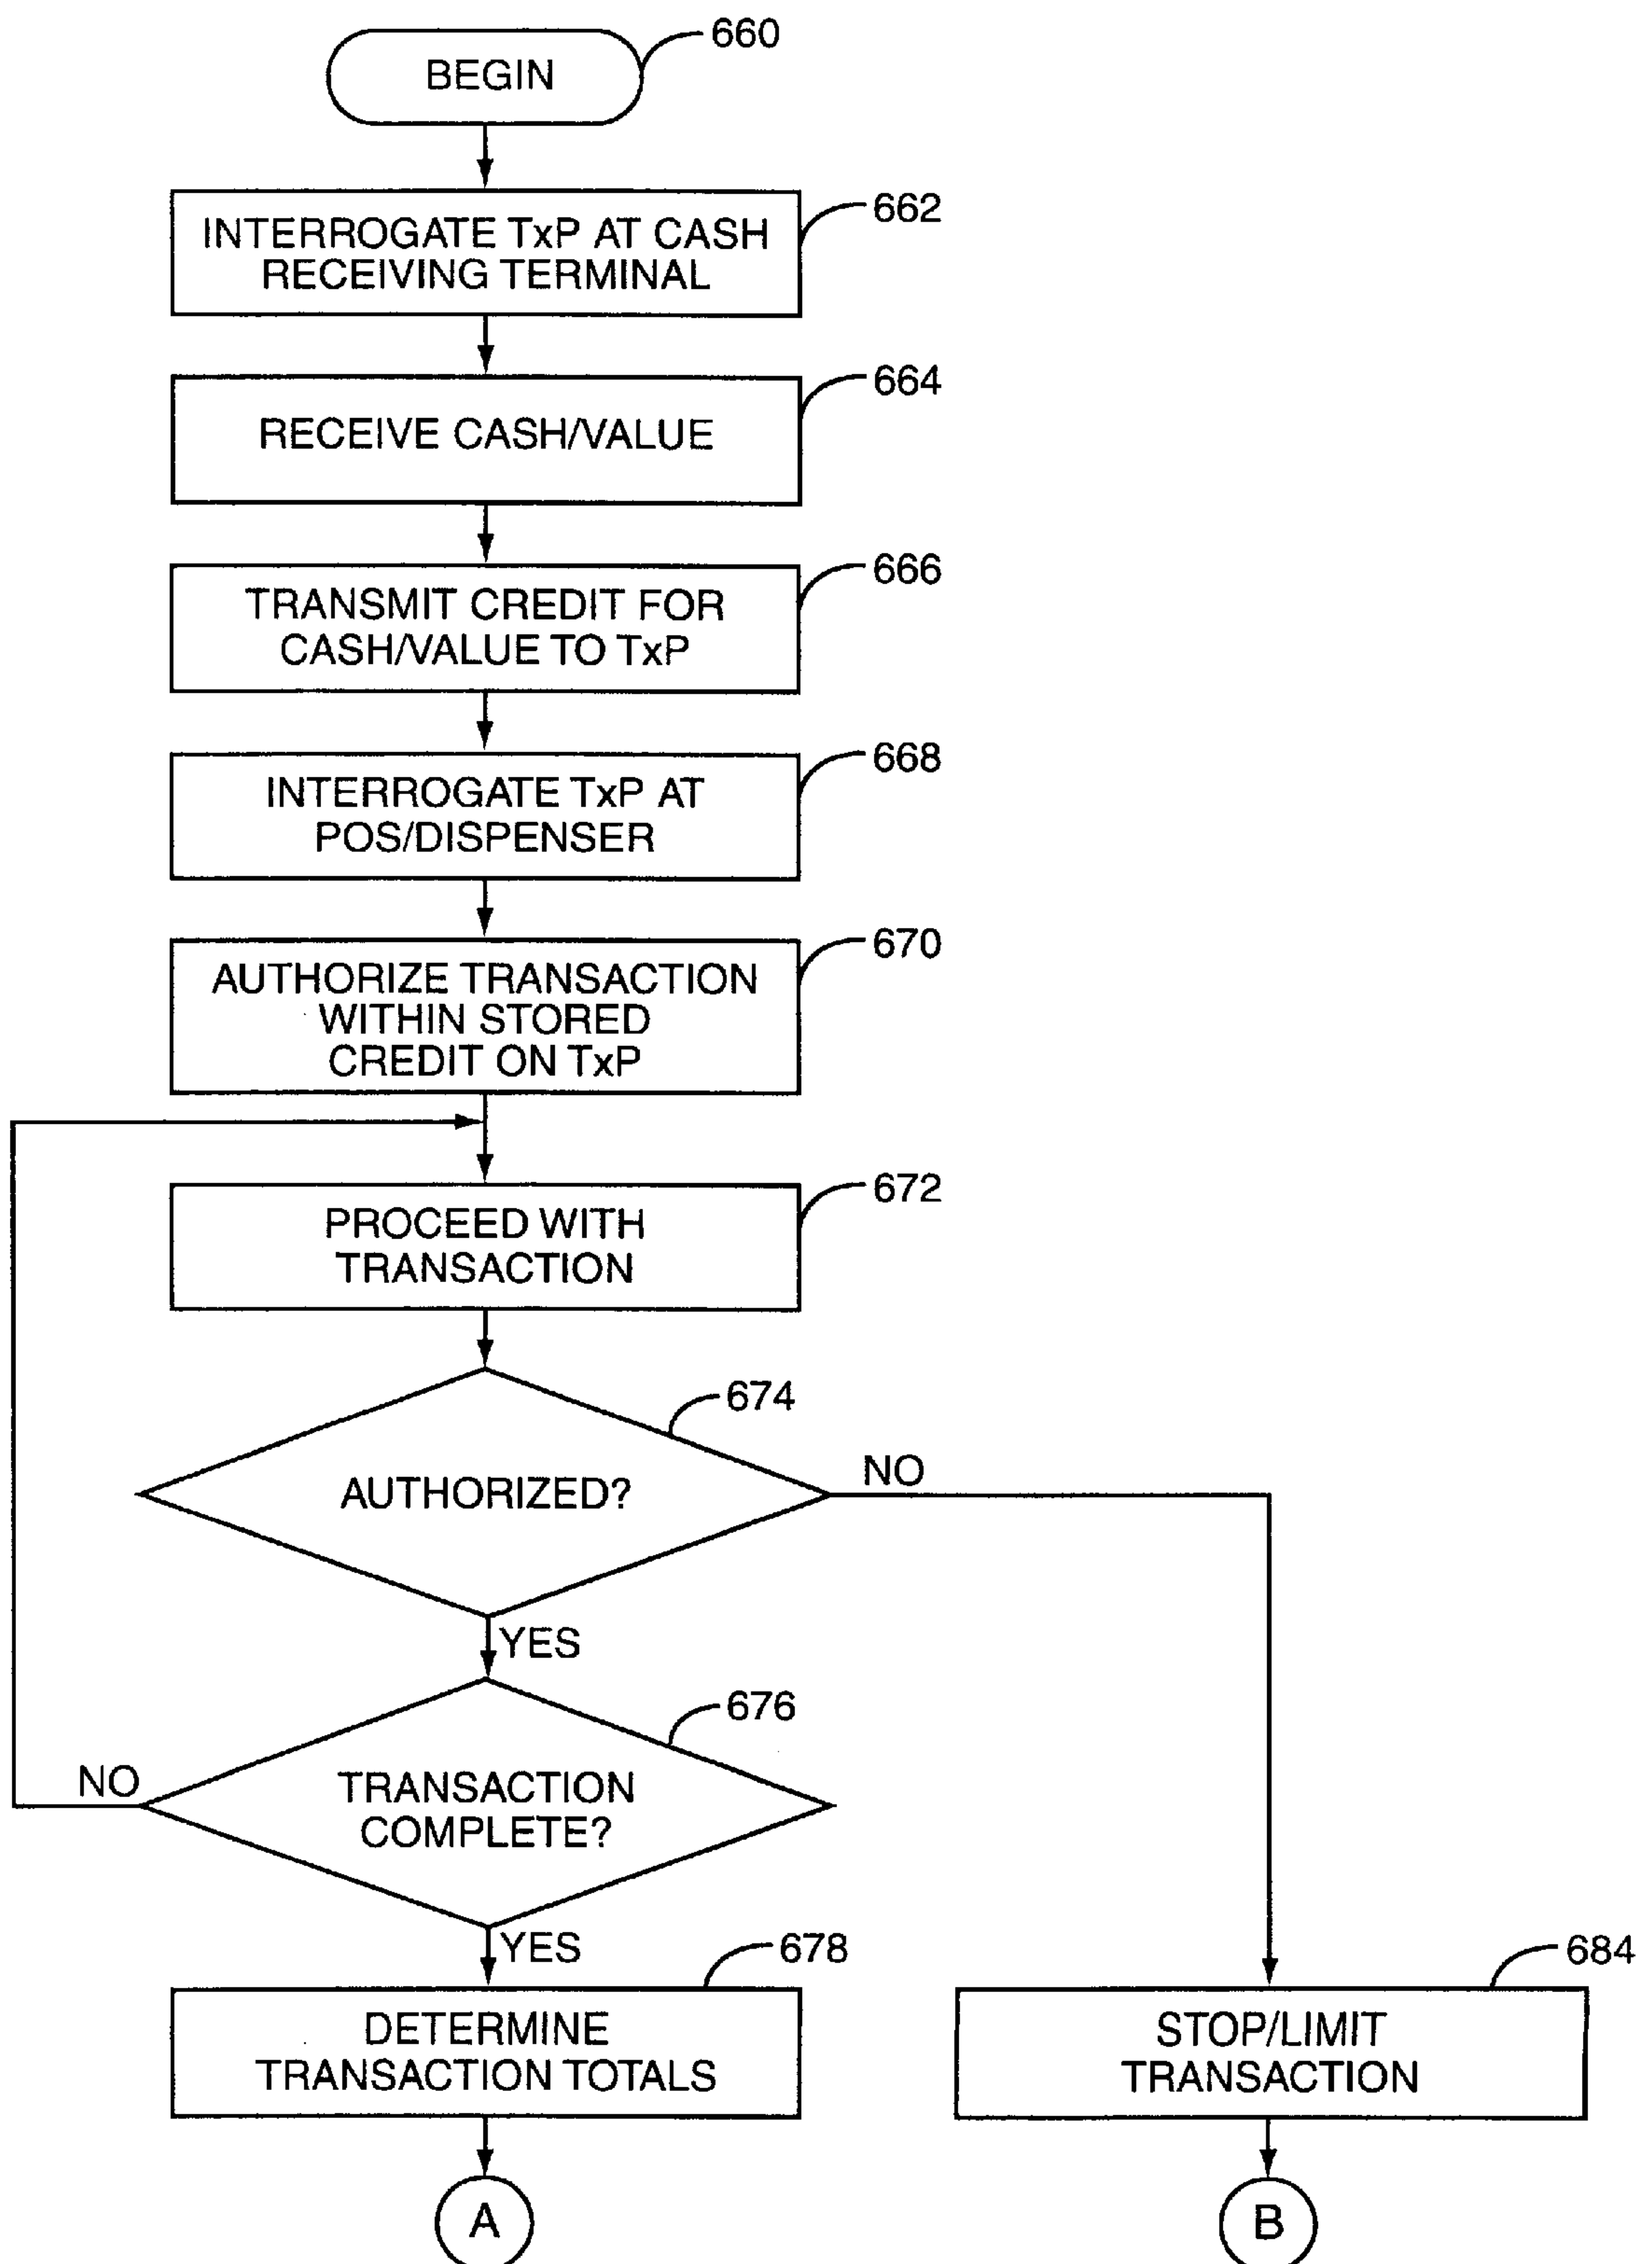 660
BEGIN
662
INTERROGATE TxP AT CASH
RECEIVING TERMINAL
664
RECEIVE CASH/VALUE
666
TRANSMIT CREDIT FOR
CASH/VALUE TO TxP
668
INTERROGATE TxP AT
POS/DISPENSER
670
AUTHORIZE TRANSACTION
WITHIN STORED
CREDIT ON TxP
672
PROCEED WITH
TRANSACTION
674
AUTHORIZED?
NO
YES
676
TRANSACTION
COMPLETE?
NO
YES
678
DETERMINE
TRANSACTION TOTALS
684
STOP/LIMIT
TRANSACTION
A
B